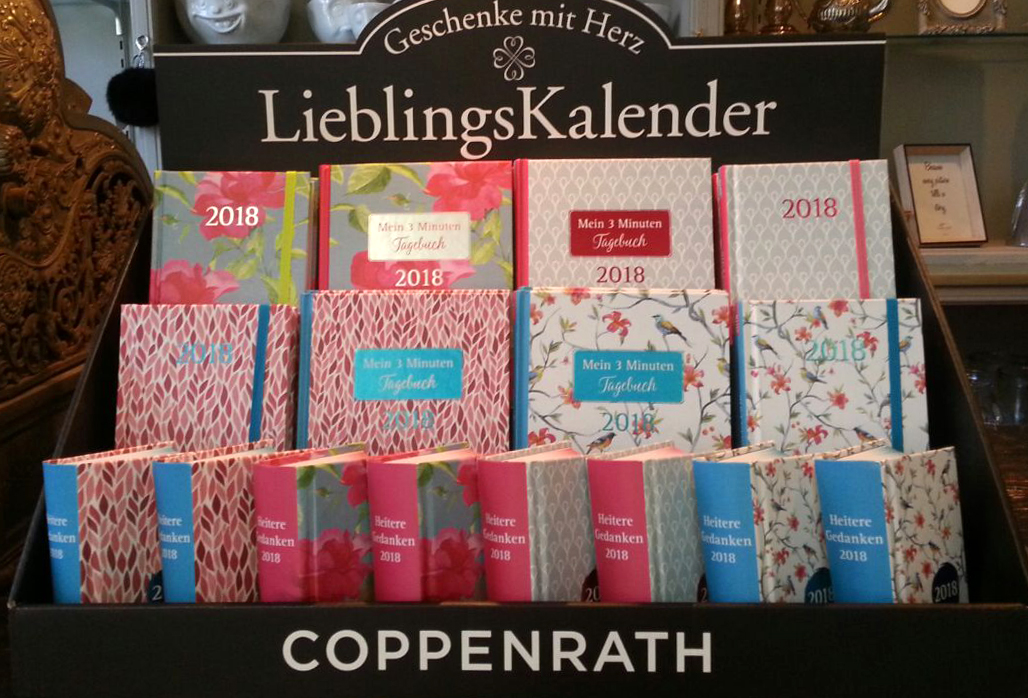 Geschenke mit Herz
LieblingsKalender
2018
Mein 3 Minuten
Tagebuch
2018
Mein 3 Minuten
Tagebuch
2018
2018
2018
Mein 3 Minuten
Tagebuch
2018
Mein 3 Minuten
Tagebuch
2018
2018
Heitere
Gedanken
2018
Heitere
Gedanken
2018
Heitere
Gedanken
2018
Heitere
Gedanken
2018
Heitere
Gedanken
2018
Heitere
Gedanken
2018
Heitere
Gedanken
2018
2018
Heitere
Gedanken
2018
2018
COPPENRATH